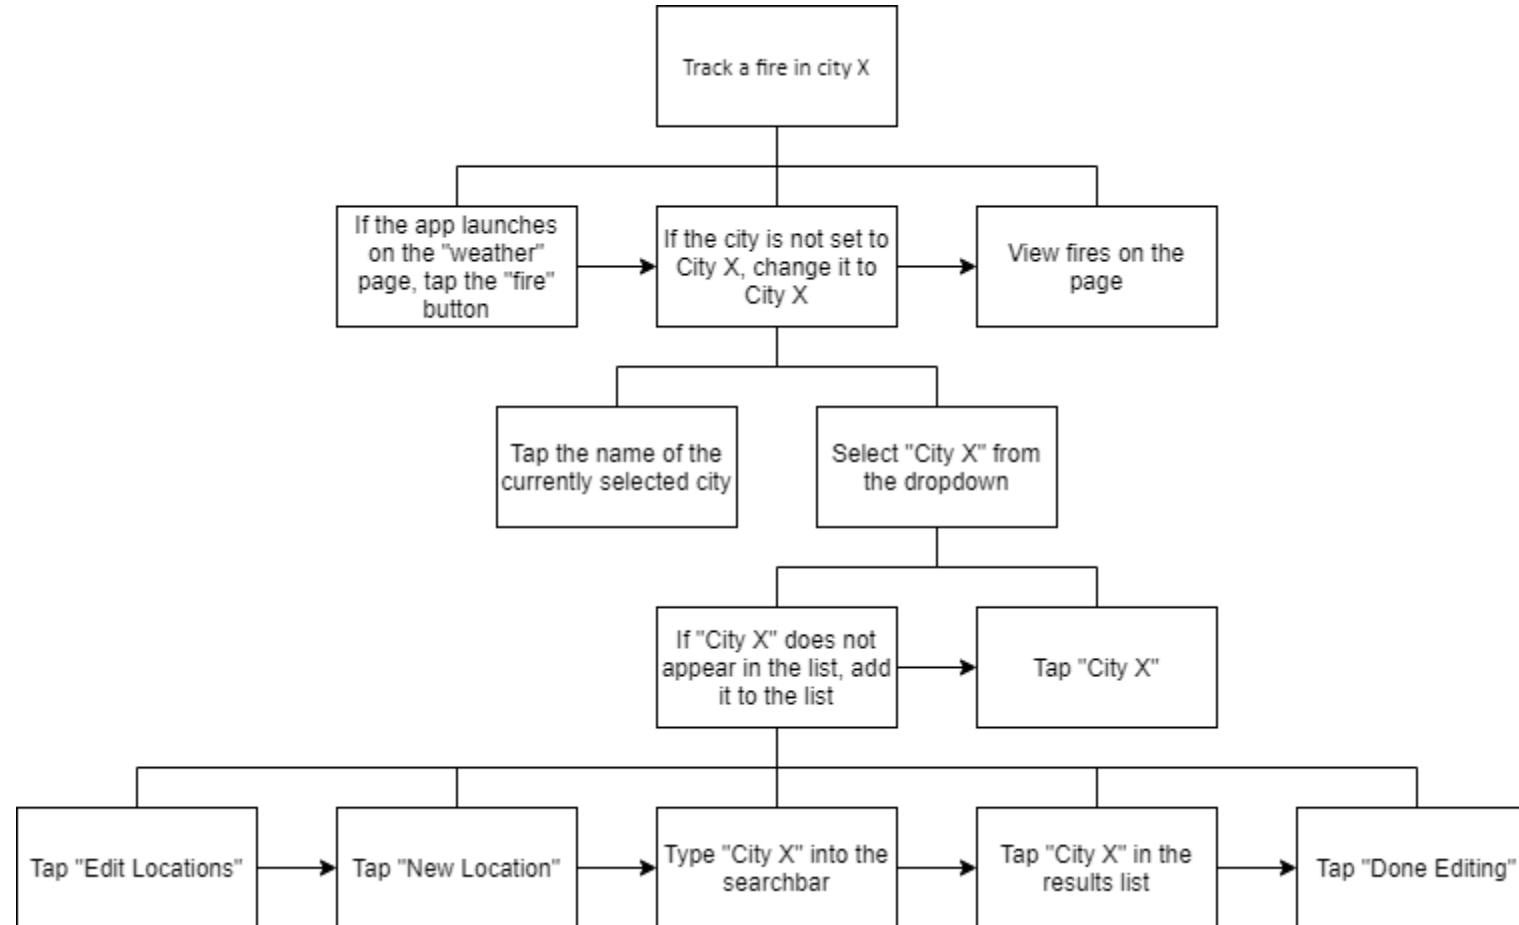 Track a fire in city X
If the app launches
on the "weather"
page, tap the "fire"
button
If the city is not set to
City X, change it to
City X
View fires on the
page
Tap the name of the
currently selected city
Select "City X" from
the dropdown
If "City X" does not
appear in the list, add
it to the list
Tap "City X"
Tap "Edit Locations"
Tap "New Location"
Type "City X" into the
searchbar
Tap "City X" in the
results list
Tap "Done Editing"